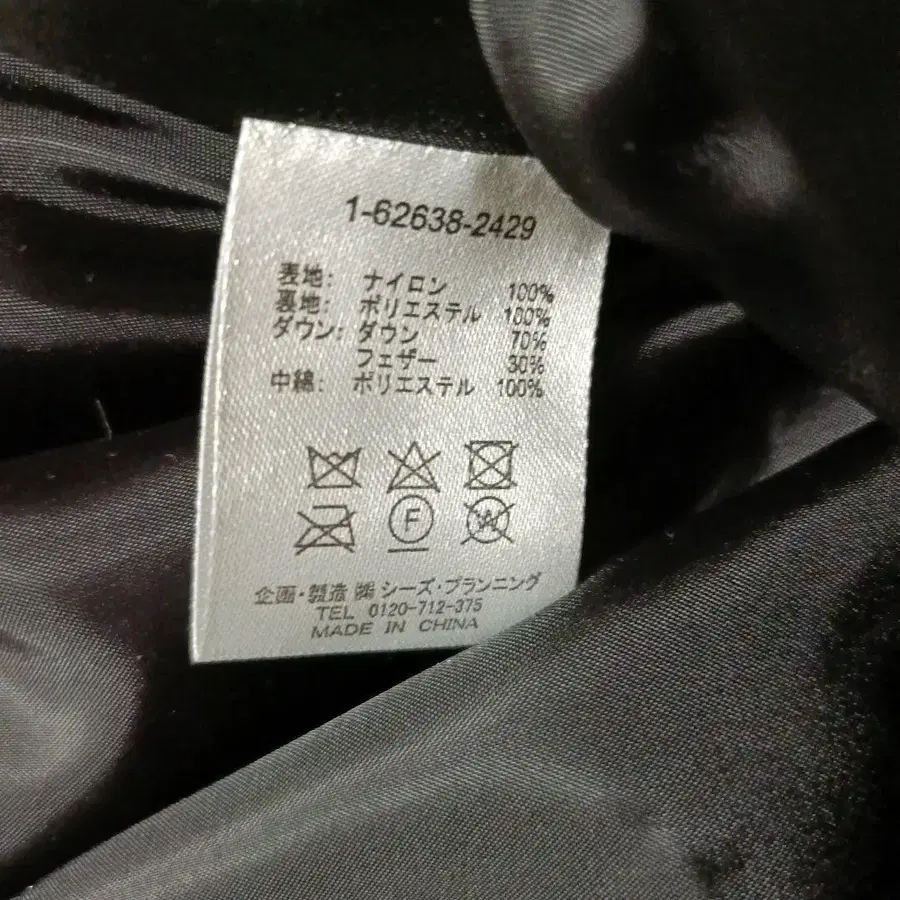 1-62638-2429
表地: ナイロン 100%
裏地: ポリエステル 100%
ダウン: ダウン 70%
フェザー 30%
中綿: ポリエステル 100%
F
W
企画・製造 ㈱ シーズ・プランニング
TEL 0120-712-375
MADE IN CHINA